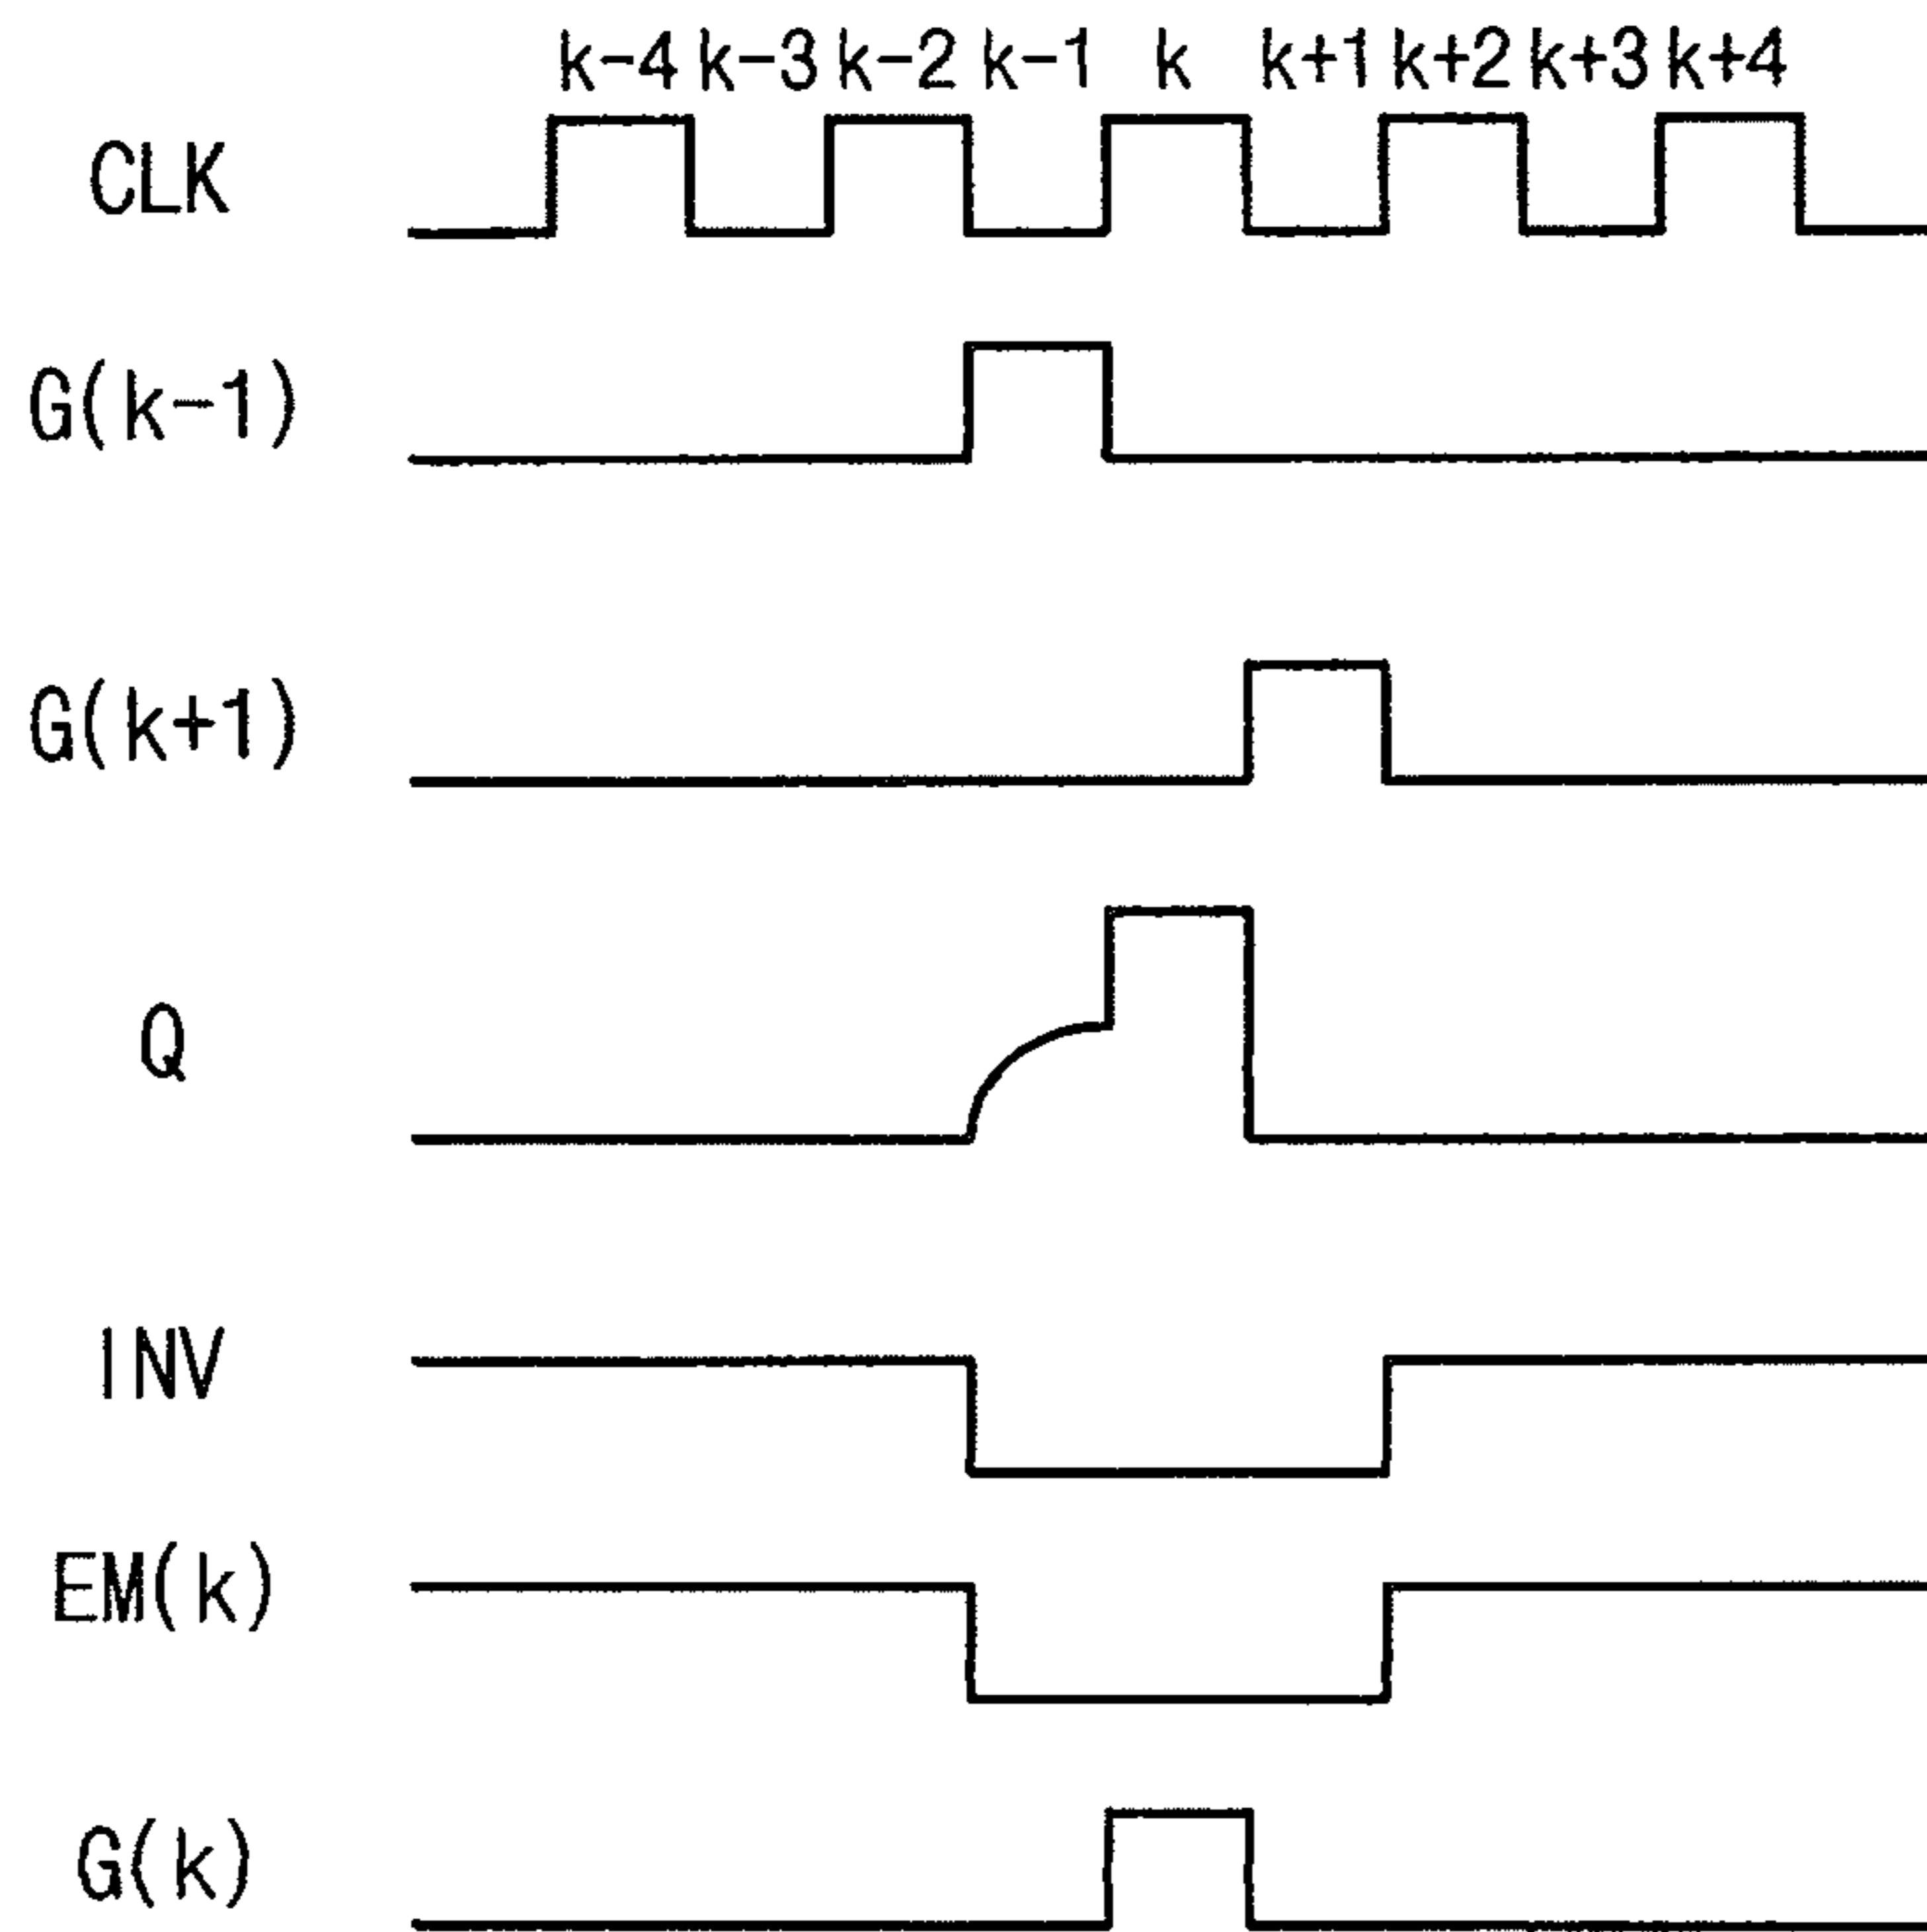 k-4 k-3 k-2 k-1 k k+1 k+2 k+3 k+4
CLK
G(k-1)
G(k+1)
Q
INV
EM(k)
G(k)